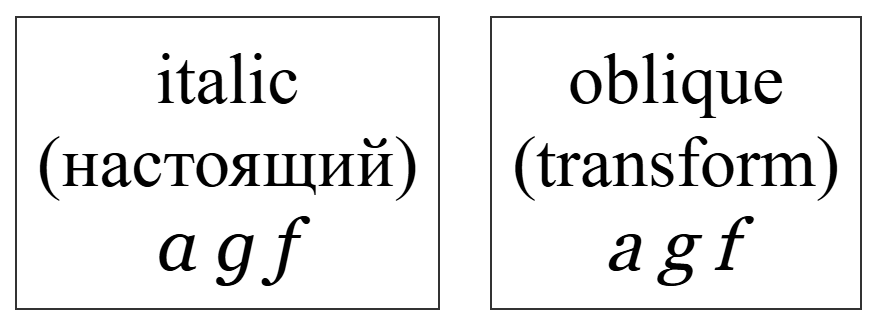 italic
(настоящий)
a g f
oblique
(transform)
a g f